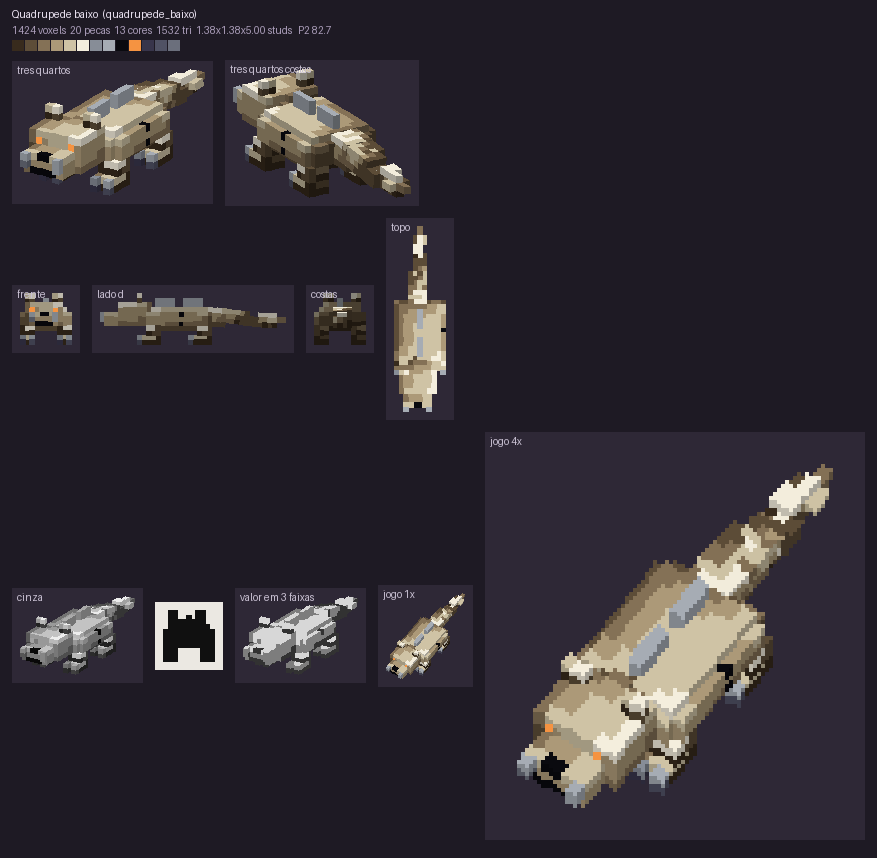 Quadrupede baixo (quadrupede_baixo)
1424 voxels 20 pecas 13 cores 1532 tri 1.38x1.38x5.00 studs P2 82.7
tres quartos
tres quartos costas
topo
frente
lado d
costas
jogo 4x
cinza
valor em 3 faixas
jogo 1x